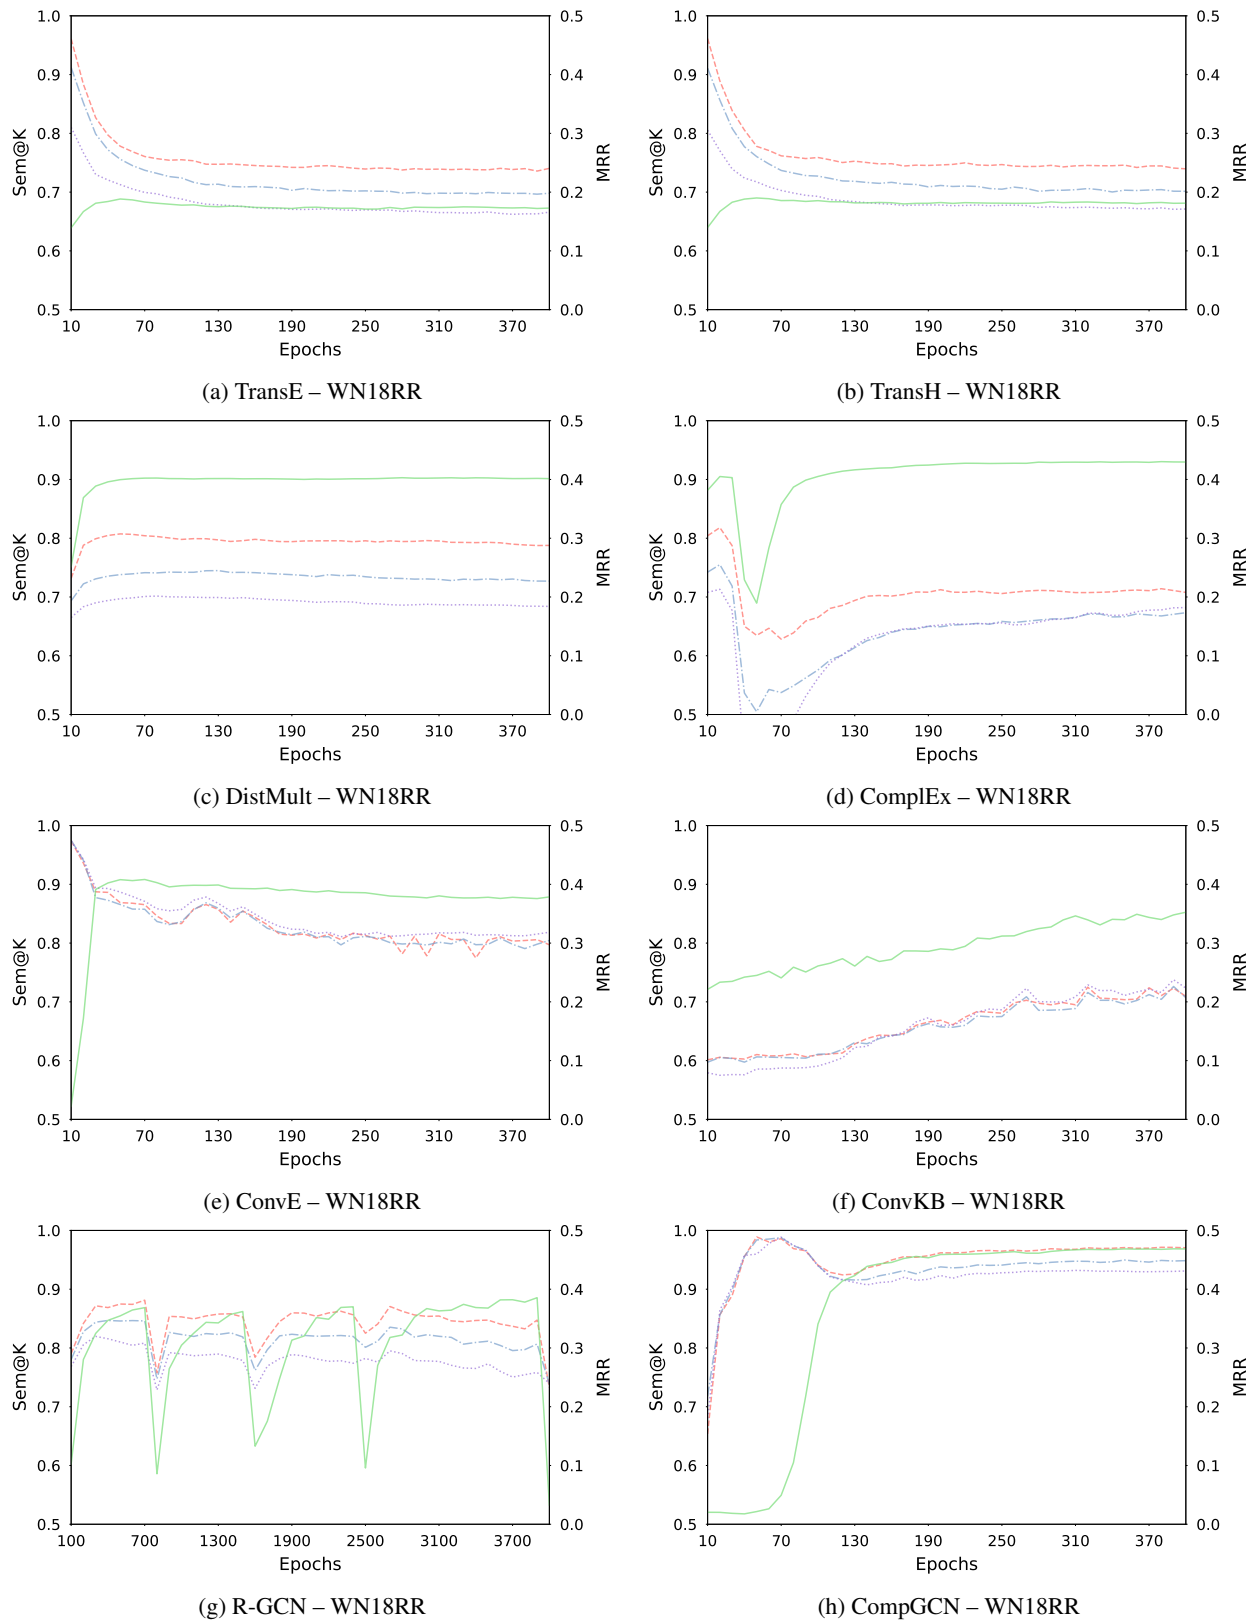 1.0 0.5 1.0 0.5
0.9 0.4 0.9 0.4
0.8 0.3 0.8 0.3
Sem@K MRR Sem@K MRR
0.7 0.2 0.7 0.2
0.6 0.1 0.6 0.1
0.5 0.0 0.5 0.0
10 70 130 190 250 310 370 10 70 130 190 250 310 370
Epochs Epochs
(a) TransE – WN18RR (b) TransH – WN18RR
1.0 0.5 1.0 0.5
0.9 0.4 0.9 0.4
0.8 0.3 0.8 0.3
Sem@K MRR Sem@K MRR
0.7 0.2 0.7 0.2
0.6 0.1 0.6 0.1
0.5 0.0 0.5 0.0
10 70 130 190 250 310 370 10 70 130 190 250 310 370
Epochs Epochs
(c) DistMult – WN18RR (d) ComplEx – WN18RR
1.0 0.5 1.0 0.5
0.9 0.4 0.9 0.4
0.8 0.3 0.8 0.3
Sem@K MRR Sem@K MRR
0.7 0.2 0.7 0.2
0.6 0.1 0.6 0.1
0.5 0.0 0.5 0.0
10 70 130 190 250 310 370 10 70 130 190 250 310 370
Epochs Epochs
(e) ConvE – WN18RR (f) ConvKB – WN18RR
1.0 0.5 1.0 0.5
0.9 0.4 0.9 0.4
0.8 0.3 0.8 0.3
Sem@K MRR Sem@K MRR
0.7 0.2 0.7 0.2
0.6 0.1 0.6 0.1
0.5 0.0 0.5 0.0
100 700 1300 1900 2500 3100 3700 10 70 130 190 250 310 370
Epochs Epochs
(g) R-GCN – WN18RR (h) CompGCN – WN18RR